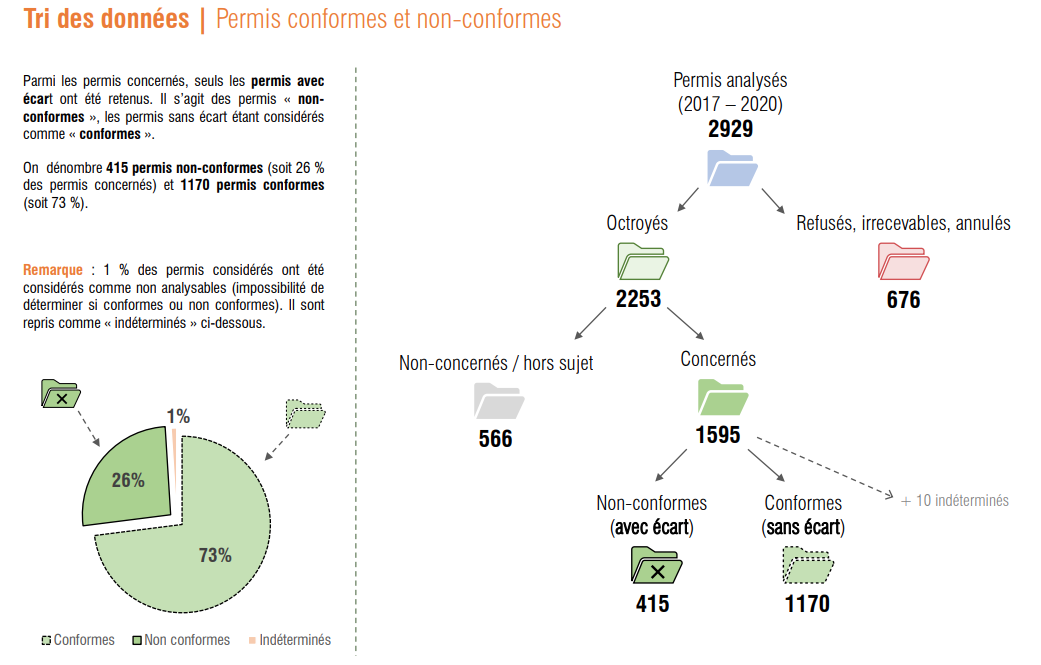 Tri des données | Permis conformes et non-conformes
Parmi les permis concernés, seuls les permis avec
écart ont été retenus. Il s'agit des permis « non-
conformes », les permis sans écart étant considérés
comme « conformes ».
On dénombre 415 permis non-conformes (soit 26 %
des permis concernés) et 1170 permis conformes
(soit 73 %).
Remarque : 1 % des permis considérés ont été
considérés comme non analysables (impossibilité de
déterminer si conformes ou non conformes). Il sont
repris comme « indéterminés » ci-dessous.
1%
26%
73%
Conformes
Non conformes
Indéterminés
Permis analysés
(2017 – 2020)
2929
Octroyés
2253
Refusés, irrecevables, annulés
676
Non-concernés / hors sujet
566
Concernés
1595
Non-conformes
(avec écart)
415
Conformes
(sans écart)
1170
+ 10 indéterminés